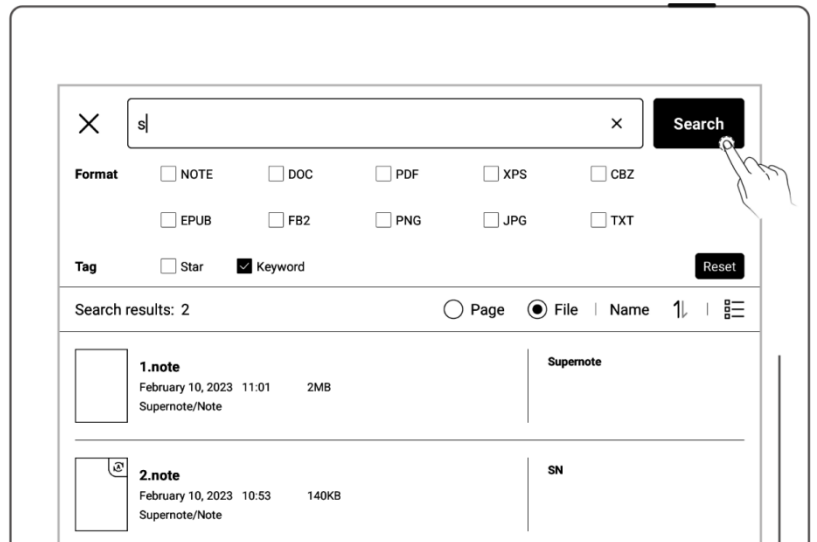 s
Search
Format NOTE DOC PDF XPS CBZ
EPUB FB2 PNG JPG TXT
Tag Star Keyword Reset
Search results: 2 Page File Name
1.note Supernote
February 10, 2023 11:01 2MB
Supernote/Note
2.note SN
February 10, 2023 10:53 140KB
Supernote/Note